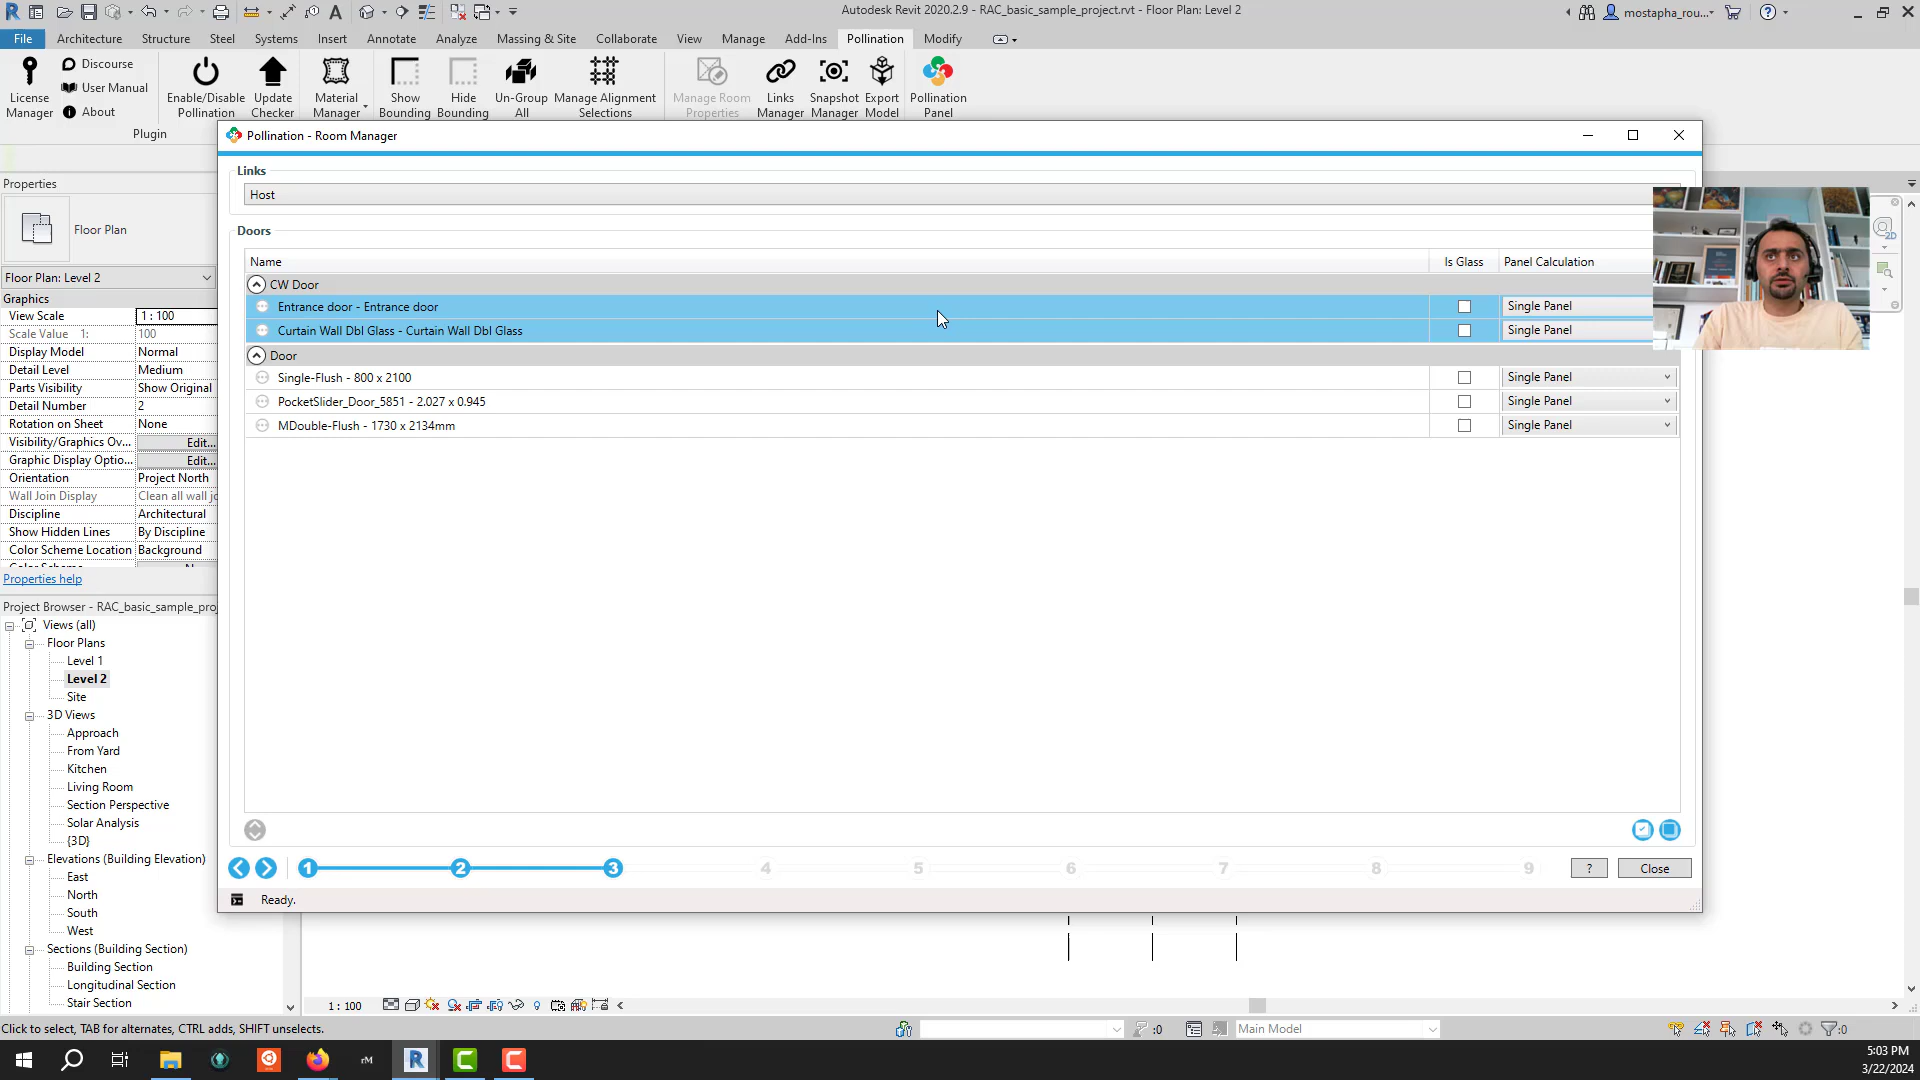 Autodesk Revit 2020.2.9 - RAC_basic_sample_project.rvt - Floor Plan: Level 2
mostapha_rou...
File Architecture Structure Steel Systems Insert Annotate Analyze Massing & Site Collaborate View Manage Add-Ins Pollination Modify
License Manager
Discourse
User Manual
About
Enable/Disable Pollination
Update Checker
Material Manager
Show Bounding
Hide Bounding
Un-Group All
Manage Alignment Selections
Manage Room Properties
Links Manager
Snapshot Manager
Export Model
Pollination Panel
Plugin
Pollination - Room Manager
Links
Host
Doors
Name Is Glass Panel Calculation
CW Door
Entrance door - Entrance door Single Panel
Curtain Wall Dbl Glass - Curtain Wall Dbl Glass Single Panel
Door
Single-Flush - 800 x 2100 Single Panel
PocketSlider_Door_5851 - 2.027 x 0.945 Single Panel
MDouble-Flush - 1730 x 2134mm Single Panel
1 2 3 4 5 6 7 8 9
? Close
Ready.
2D
Properties
Floor Plan
Floor Plan: Level 2
Graphics
View Scale 1 : 100
Scale Value 1: 100
Display Model Normal
Detail Level Medium
Parts Visibility Show Original
Detail Number 2
Rotation on Sheet None
Visibility/Graphics Ov... Edit...
Graphic Display Optio... Edit...
Orientation Project North
Wall Join Display Clean all wall jo
Discipline Architectural
Show Hidden Lines By Discipline
Color Scheme Location Background
Properties help
Project Browser - RAC_basic_sample_pro
Views (all)
Floor Plans
Level 1
Level 2
Site
3D Views
Approach
From Yard
Kitchen
Living Room
Section Perspective
Solar Analysis
{3D}
Elevations (Building Elevation)
East
North
South
West
Sections (Building Section)
Building Section
Longitudinal Section
Stair Section
1 : 100
Click to select, TAB for alternates, CTRL adds, SHIFT unselects.
:0
Main Model
:0
rM
R
5:03 PM
3/22/2024